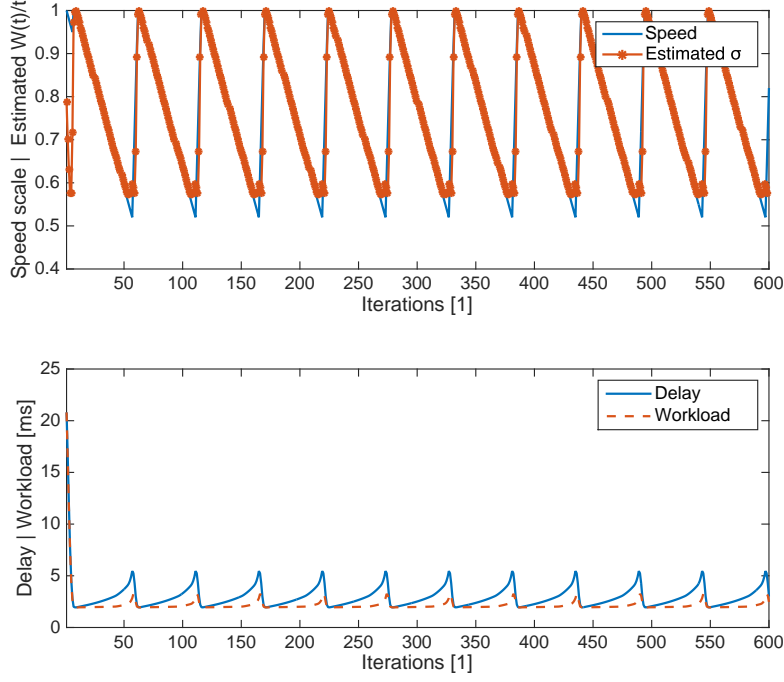 Speed scale | Estimated W(t)/t
1
0.9
0.8
0.7
0.6
0.5
0.4
Speed
Estimated σ
50 100 150 200 250 300 350 400 450 500 550 600
Iterations [1]
Delay | Workload [ms]
25
20
15
10
5
0
Delay
Workload
50 100 150 200 250 300 350 400 450 500 550 600
Iterations [1]